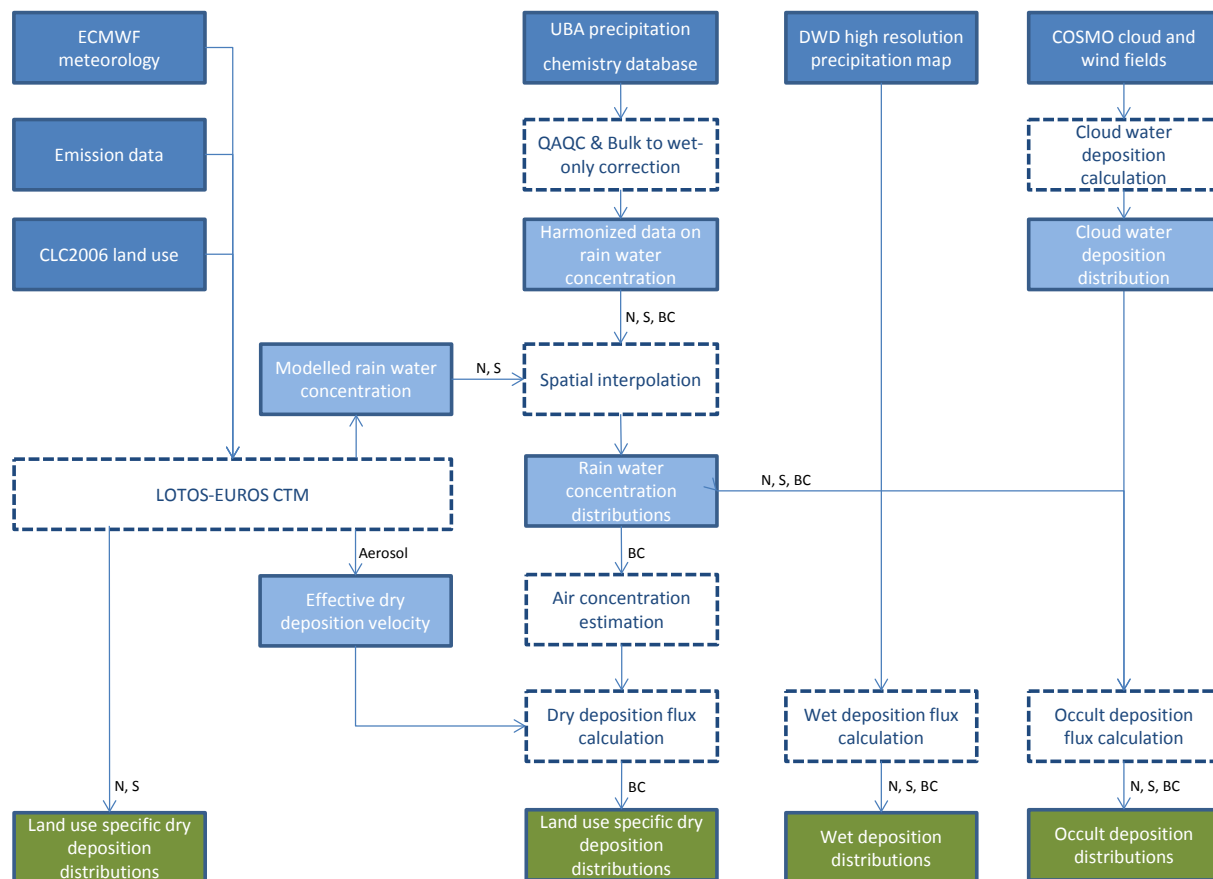 ECMWF
meteorology
UBA precipitation
chemistry database
DWD high resolution
precipitation map
COSMO cloud and
wind fields
Emission data
QAQC & Bulk to wet-
only correction
Cloud water
deposition
calculation
CLC2006 land use
Harmonized data on
rain water
concentration
Cloud water
deposition
distribution
N, S, BC
Modelled rain water
concentration
N, S
Spatial interpolation
LOTOS-EUROS CTM
Rain water
concentration
distributions
N, S, BC
Aerosol
BC
Effective dry
deposition velocity
Air concentration
estimation
Dry deposition flux
calculation
Wet deposition flux
calculation
Occult deposition
flux calculation
N, S
BC
N, S, BC
N, S, BC
Land use specific dry
deposition
distributions
Land use specific dry
deposition
distributions
Wet deposition
distributions
Occult deposition
distributions